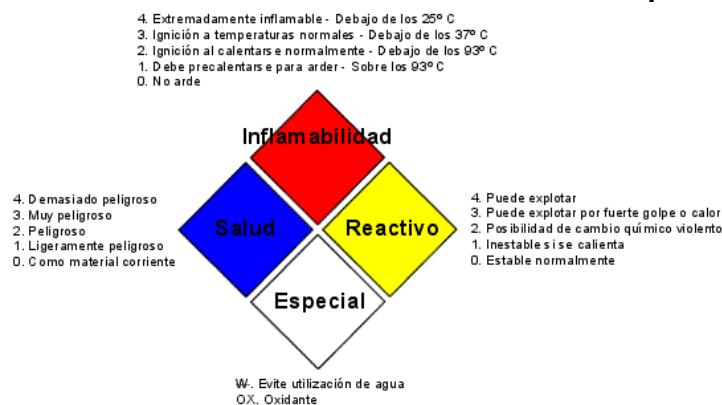 4. Extremadamente inflamable - Debajo de los 25º C
3. Ignición a temperaturas normales - Debajo de los 37º C
2. Ignición al calentarse normalmente - Debajo de los 93º C
1. Debe precalentarse para arder - Sobre los 93º C
0. No arde
Inflamabilidad
4. Demasiado peligroso
3. Muy peligroso
2. Peligroso
1. Ligeramente peligroso
0. Como material corriente
Salud
Reactivo
4. Puede explotar
3. Puede explotar por fuerte golpe o calor
2. Posibilidad de cambio químico violento
1. Inestable si se calienta
0. Estable normalmente
Especial
W-. Evite utilización de agua
OX. Oxidante